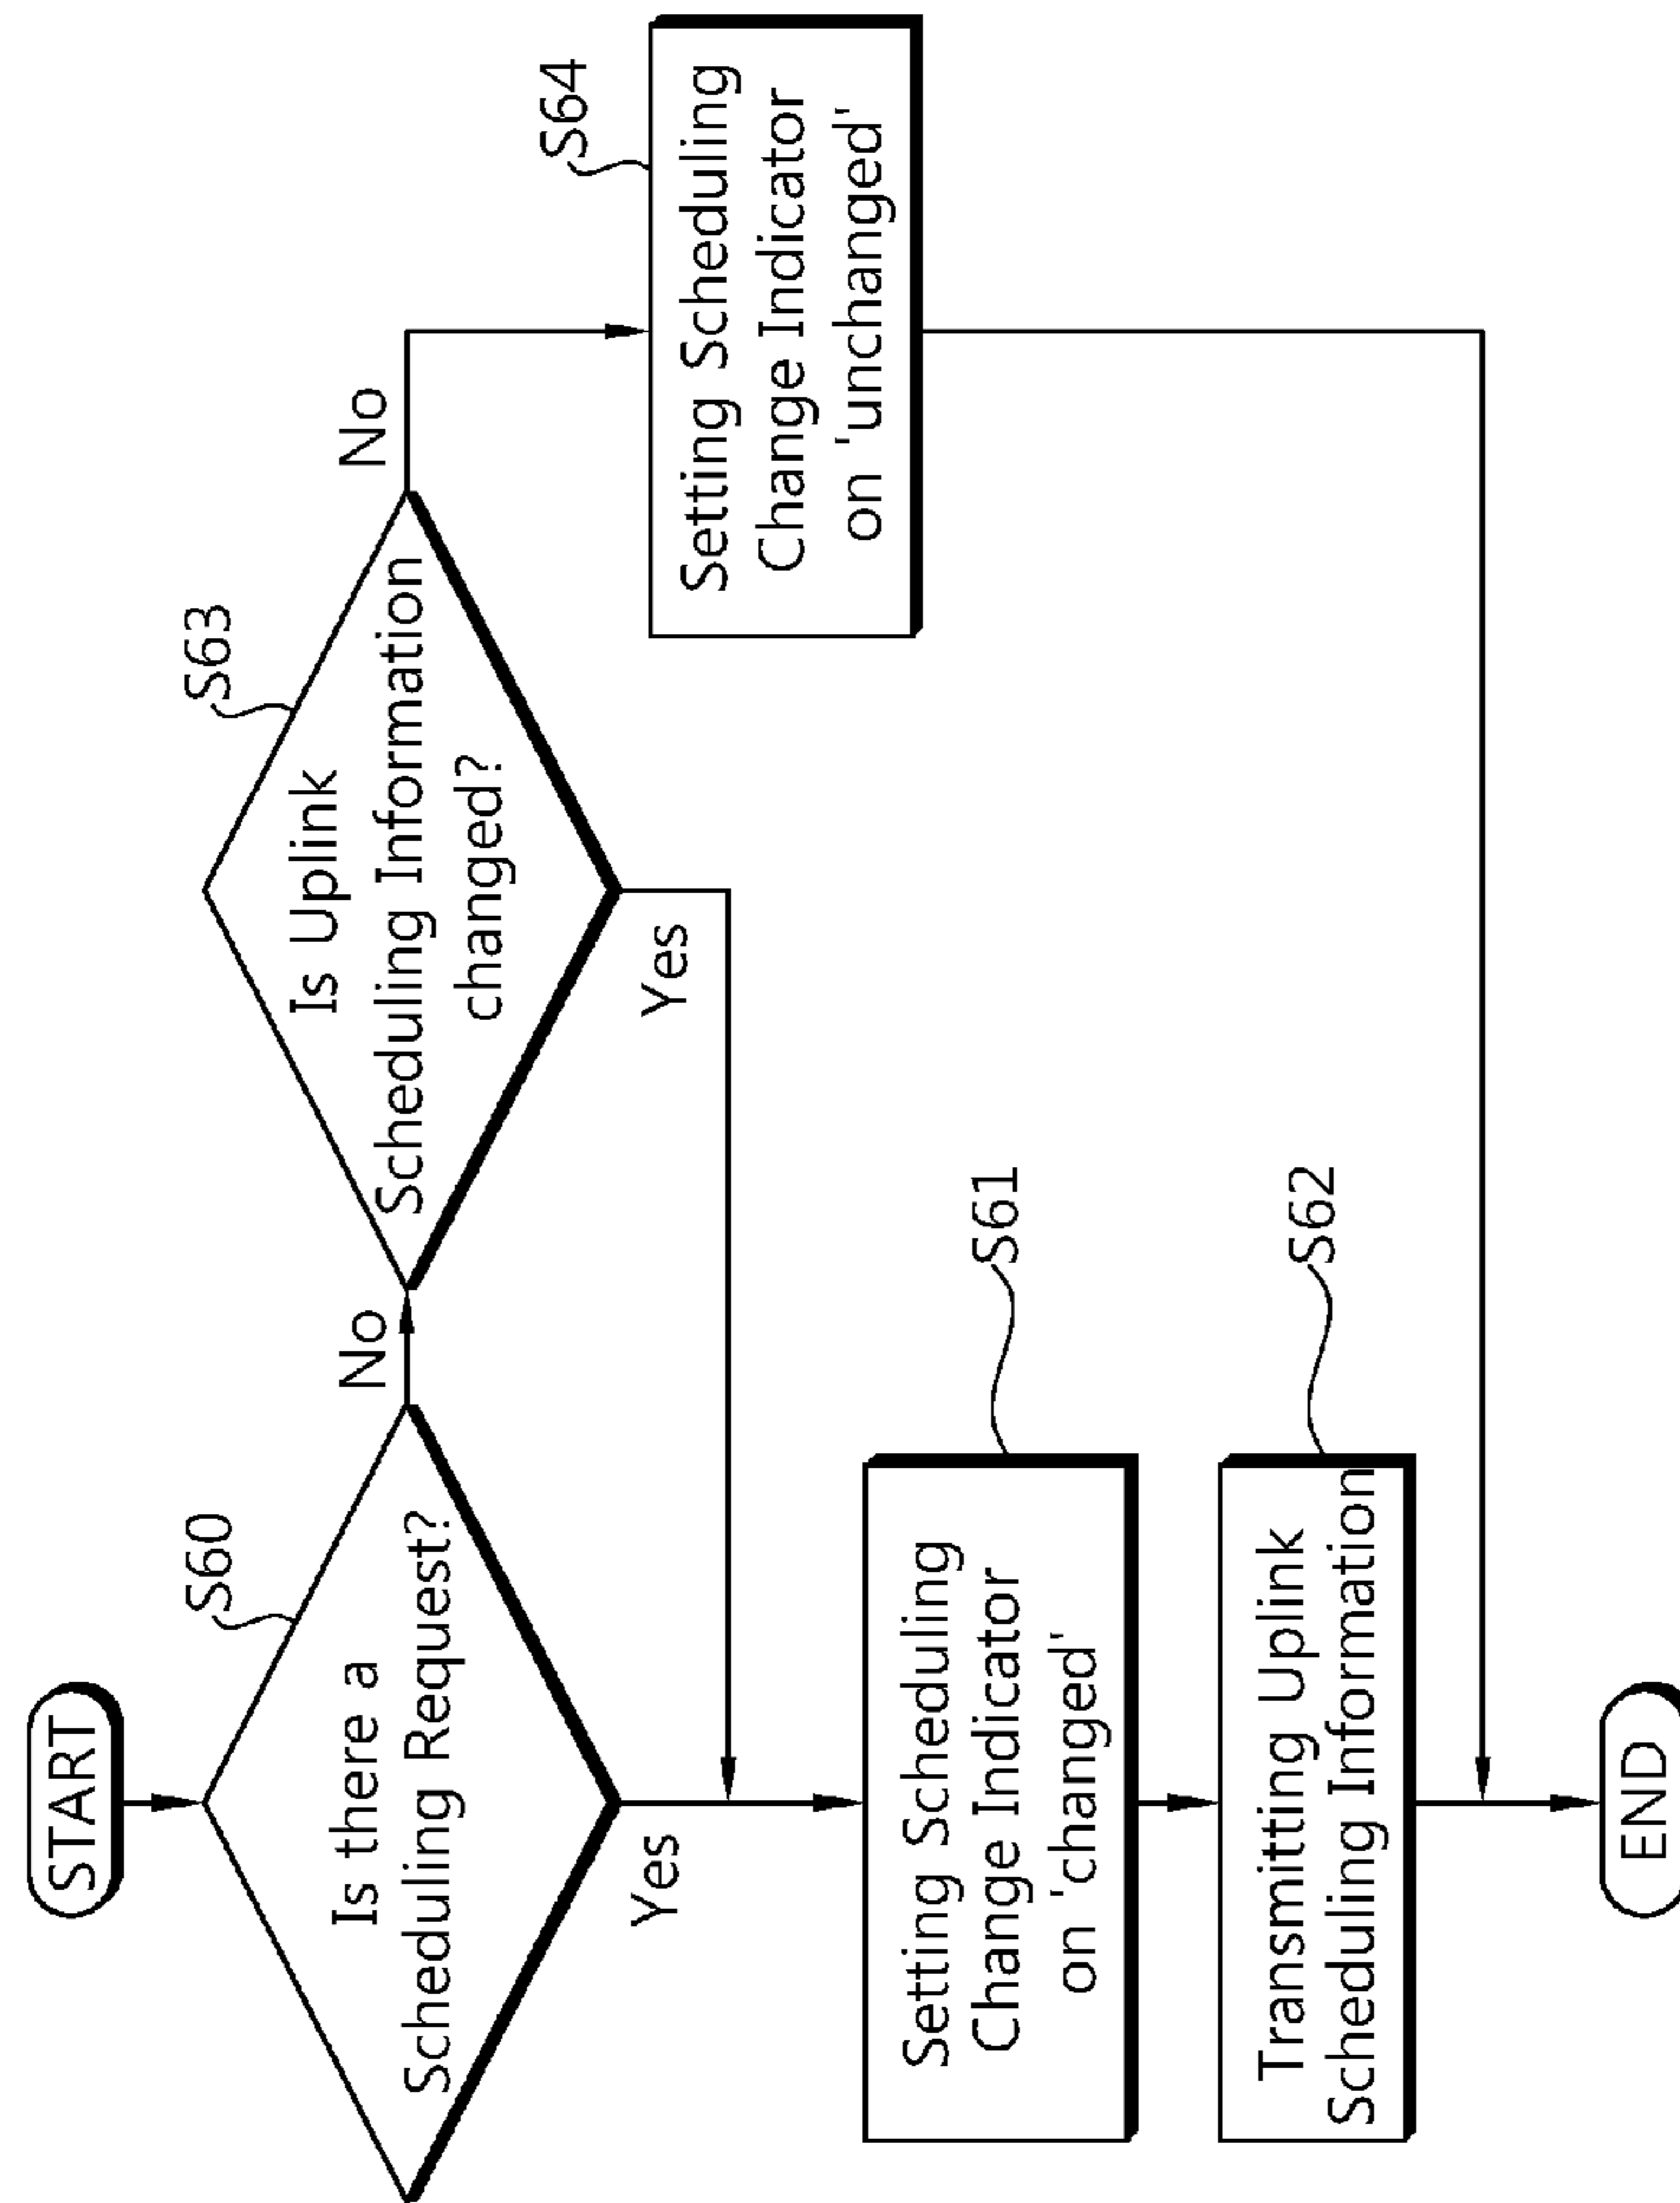 START
S60
Is there a
Scheduling Request?
No
Yes
S63
Is Uplink
Scheduling Information
changed?
No
Yes
S64
Setting Scheduling
Change Indicator
on 'unchanged'
S61
Setting Scheduling
Change Indicator
on 'changed'
S62
Transmitting Uplink
Scheduling Information
END